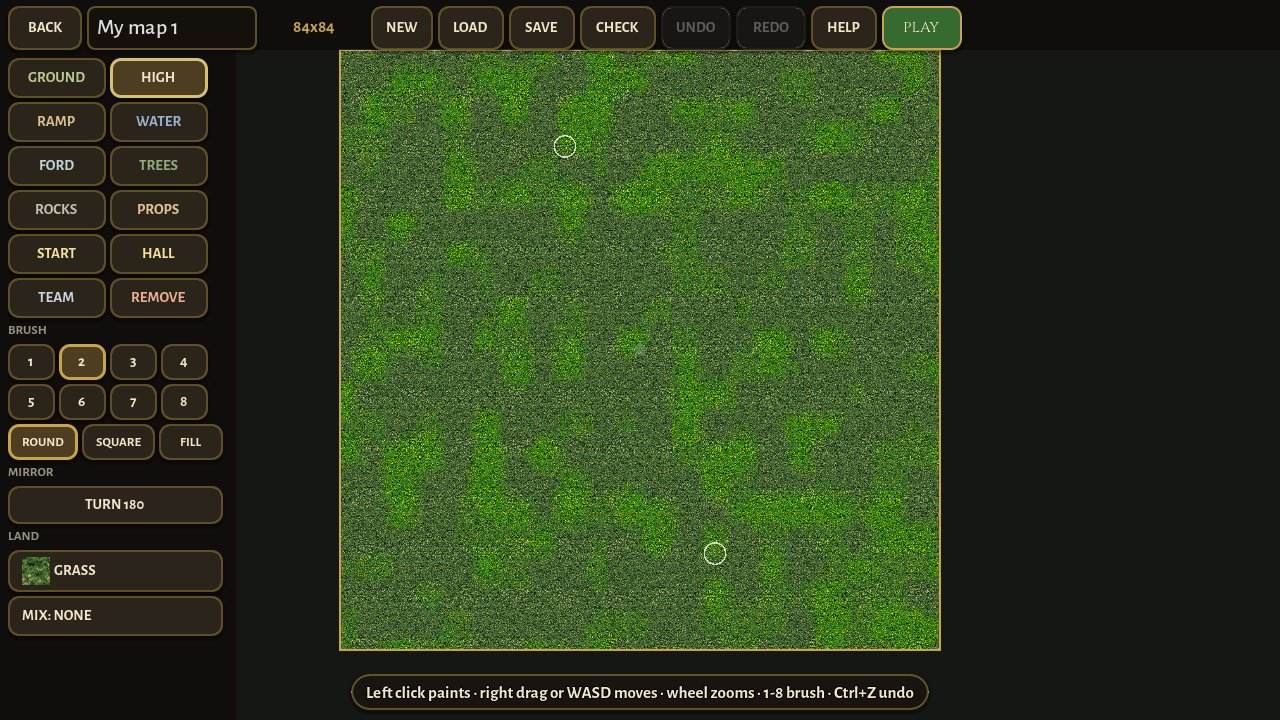 BACK My map 1 84x84 NEW LOAD SAVE CHECK UNDO REDO HELP PLAY
GROUND HIGH
RAMP WATER
FORD TREES
ROCKS PROPS
START HALL
TEAM REMOVE
BRUSH
1 2 3 4
5 6 7 8
ROUND SQUARE FILL
MIRROR
TURN 180
LAND
GRASS
MIX: NONE
Left click paints · right drag or WASD moves · wheel zooms · 1-8 brush · Ctrl+Z undo